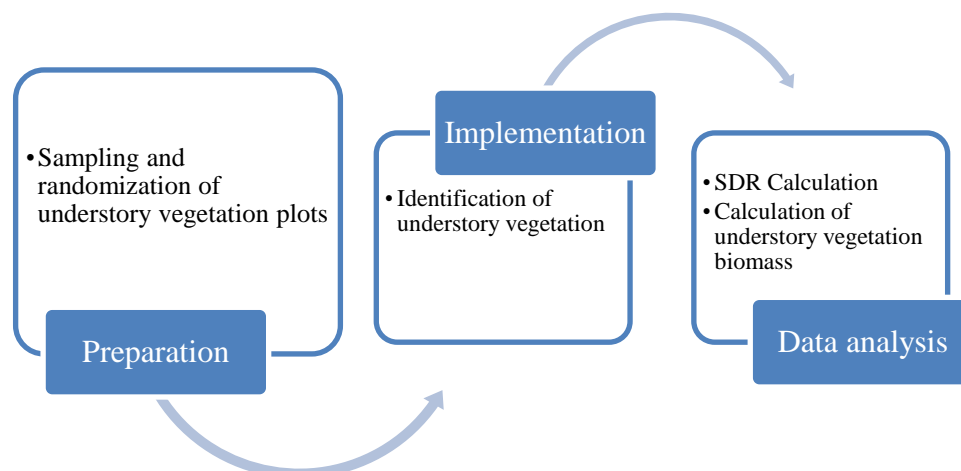 •Sampling and
randomization of
understory vegetation plots
Preparation
Implementation
•Identification of
understory vegetation
•SDR Calculation
•Calculation of
understory vegetation
biomass
Data analysis